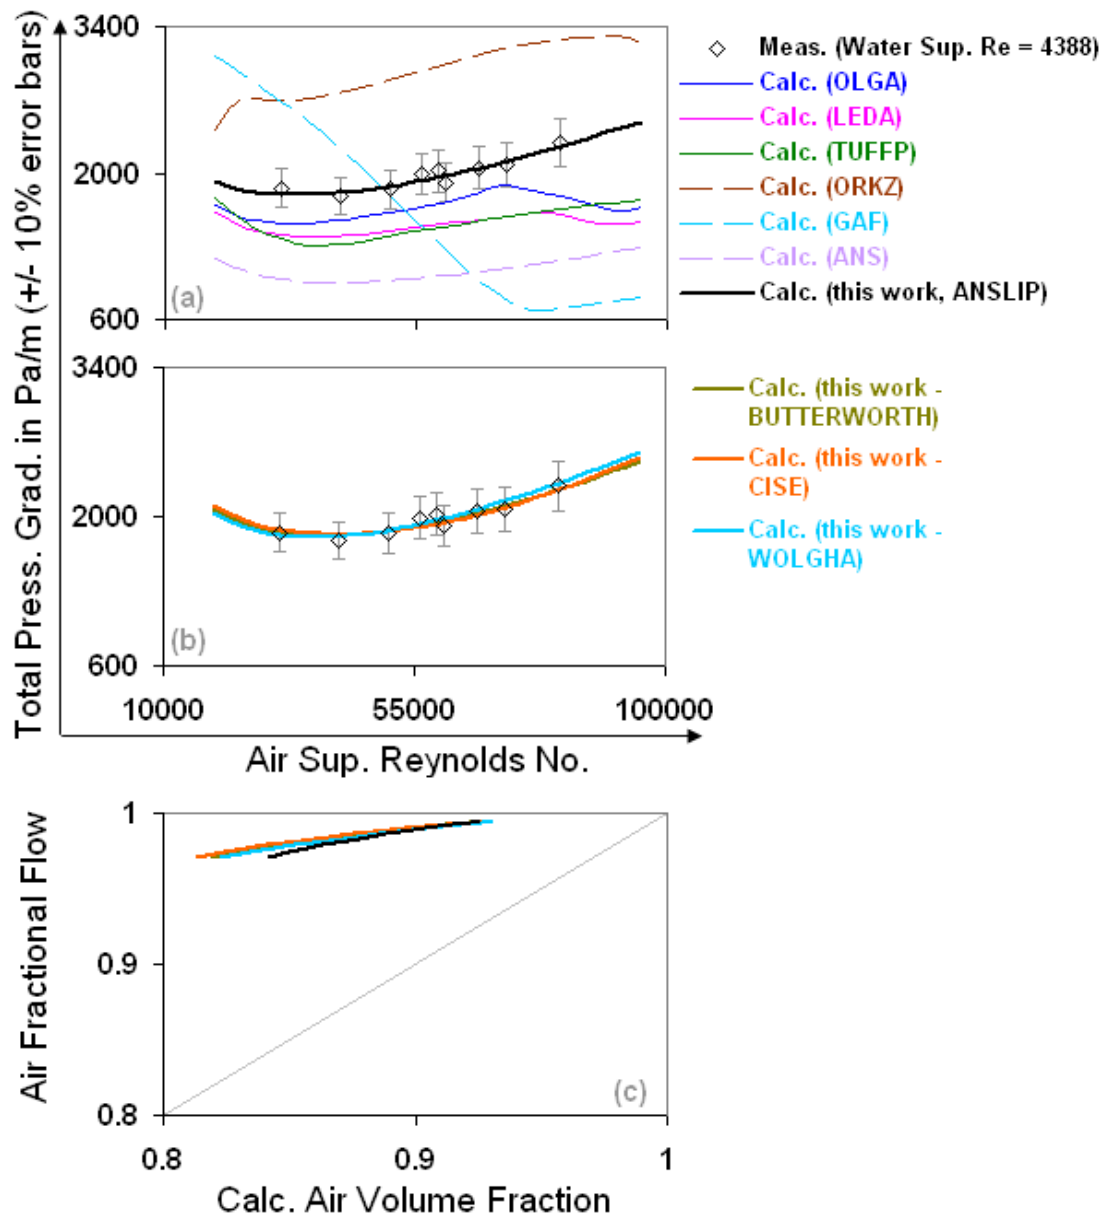 Total Press. Grad. in Pa/m (+/- 10% error bars)
3400
2000
600
(a)
Meas. (Water Sup. Re = 4388)
Calc. (OLGA)
Calc. (LEDA)
Calc. (TUFFP)
Calc. (ORKZ)
Calc. (GAF)
Calc. (ANS)
Calc. (this work, ANSLIP)
3400
2000
600
(b)
10000
55000
100000
Air Sup. Reynolds No.
Calc. (this work -
BUTTERWORTH)
Calc. (this work -
CISE)
Calc. (this work -
WOLGHA)
Air Fractional Flow
1
0.9
0.8
(c)
0.8
0.9
1
Calc. Air Volume Fraction